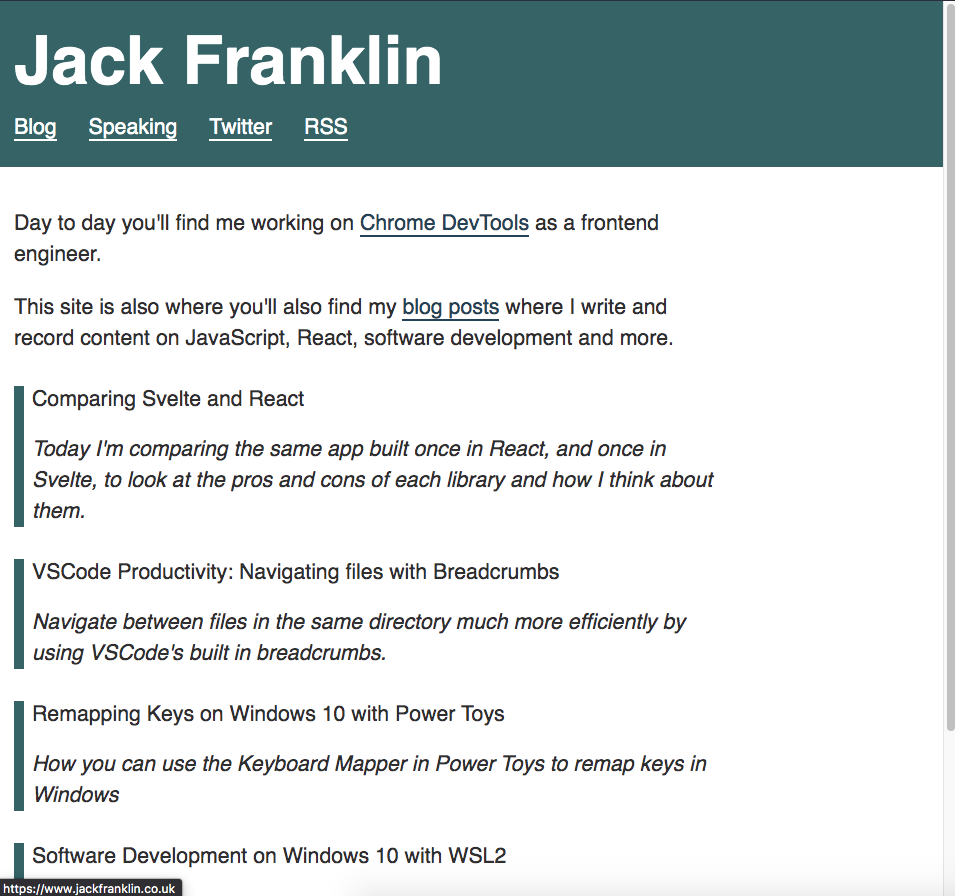 Jack Franklin
Blog Speaking Twitter RSS
Day to day you'll find me working on Chrome DevTools as a frontend
engineer.
This site is also where you'll also find my blog posts where I write and
record content on JavaScript, React, software development and more.
Comparing Svelte and React
Today I'm comparing the same app built once in React, and once in
Svelte, to look at the pros and cons of each library and how I think about
them.
VSCode Productivity: Navigating files with Breadcrumbs
Navigate between files in the same directory much more efficiently by
using VSCode's built in breadcrumbs.
Remapping Keys on Windows 10 with Power Toys
How you can use the Keyboard Mapper in Power Toys to remap keys in
Windows
Software Development on Windows 10 with WSL2
https://www.jackfranklin.co.uk